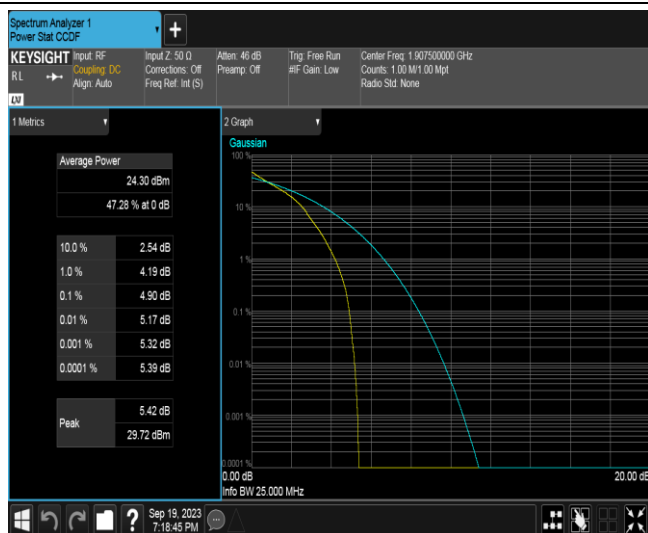 Spectrum Analyzer 1
Power Stat CCDF
+
KEYSIGHT
RL
LXI
Input: RF
Coupling: DC
Align: Auto
Input Z: 50 Ω
Corrections: Off
Freq Ref: Int (S)
Atten: 46 dB
Preamp: Off
Trig: Free Run
#IF Gain: Low
Center Freq: 1.907500000 GHz
Counts: 1.00 M/1.00 Mpt
Radio Std: None
1 Metrics
Average Power
24.30 dBm
47.28 % at 0 dB
10.0 % 2.54 dB
1.0 % 4.19 dB
0.1 % 4.90 dB
0.01 % 5.17 dB
0.001 % 5.32 dB
0.0001 % 5.39 dB
Peak
5.42 dB
29.72 dBm
2 Graph
Gaussian
100 %
10 %
1 %
0.1 %
0.01 %
0.001 %
0.0001 %
0.00 dB 20.00 dB
Info BW 25.000 MHz
?
Sep 19, 2023
7:18:45 PM